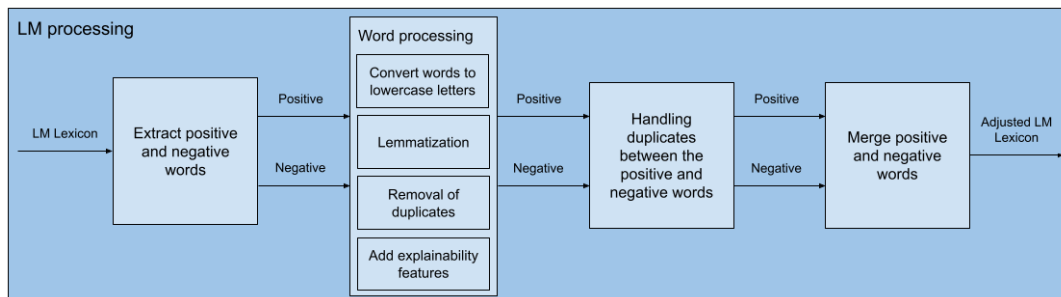 LM processing
LM Lexicon
Extract positive
and negative
words
Positive
Negative
Word processing
Convert words to
lowercase letters
Lemmatization
Removal of
duplicates
Add explainability
features
Positive
Negative
Handling
duplicates
between the
positive and
negative words
Positive
Negative
Merge positive
and negative
words
Adjusted LM
Lexicon